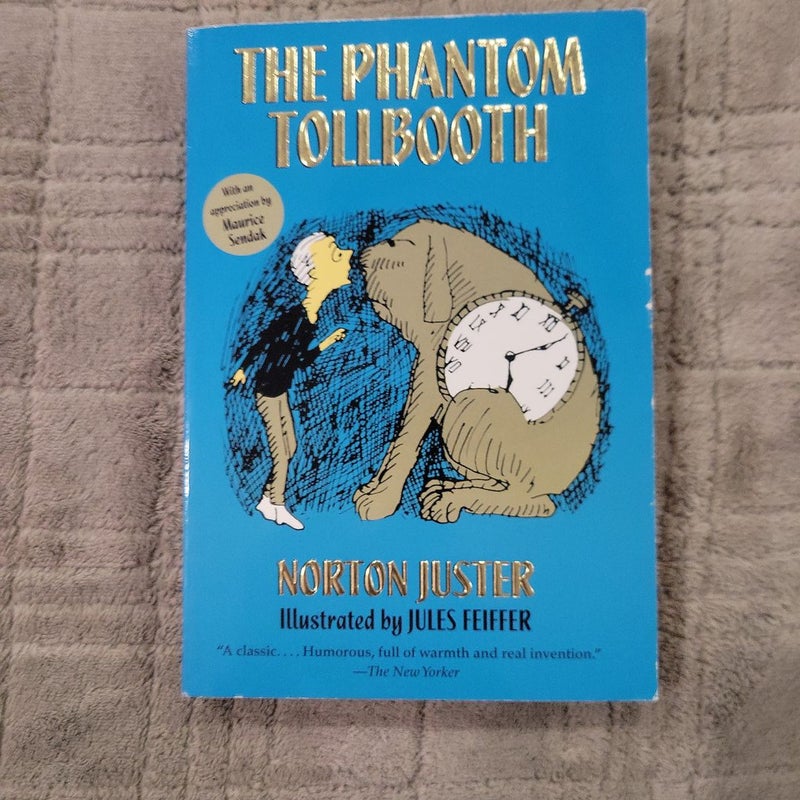 THE PHANTOM
TOLLBOOTH
With an
appreciation by
Maurice
Sendak
NORTON JUSTER
Illustrated by JULES FEIFFER
“A classic. . . . Humorous, full of warmth and real invention.”
—The New Yorker